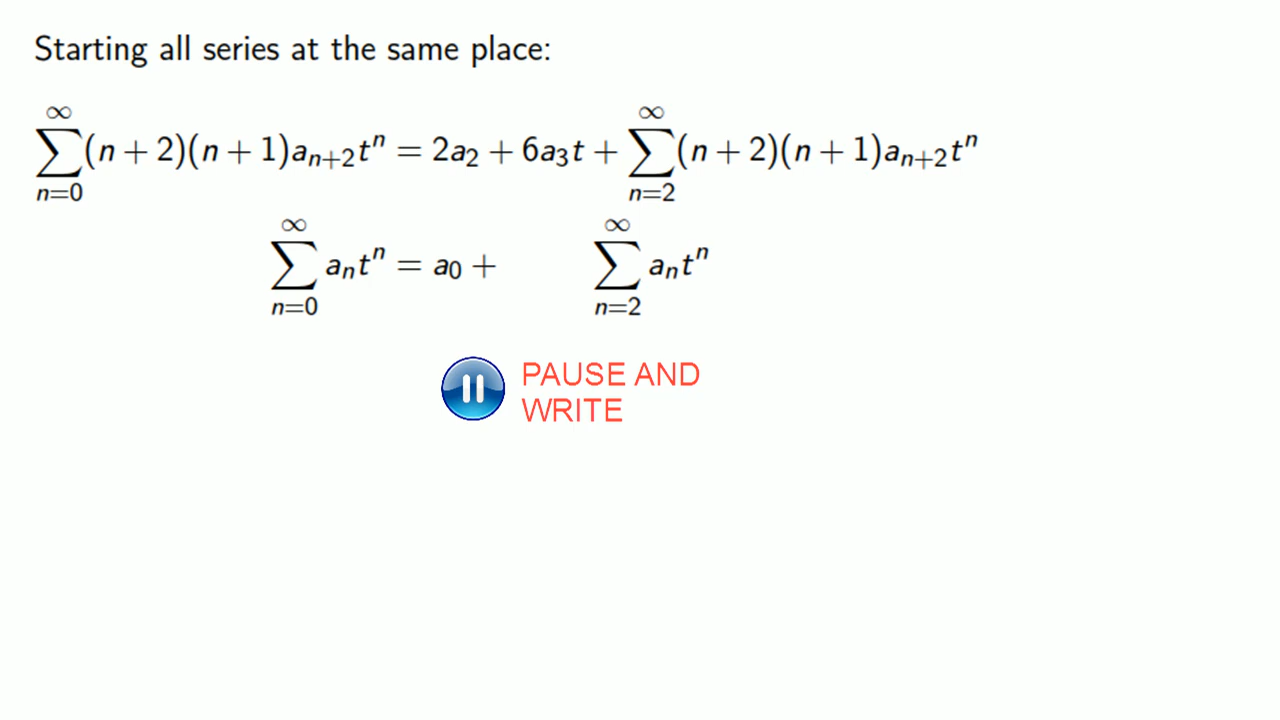 Starting all series at the same place:
∑_{n=0}^{∞} (n + 2)(n + 1)a_{n+2}t^n = 2a_2 + 6a_3t + ∑_{n=2}^{∞} (n + 2)(n + 1)a_{n+2}t^n
∑_{n=0}^{∞} a_nt^n = a_0 + ∑_{n=2}^{∞} a_nt^n
PAUSE AND
WRITE